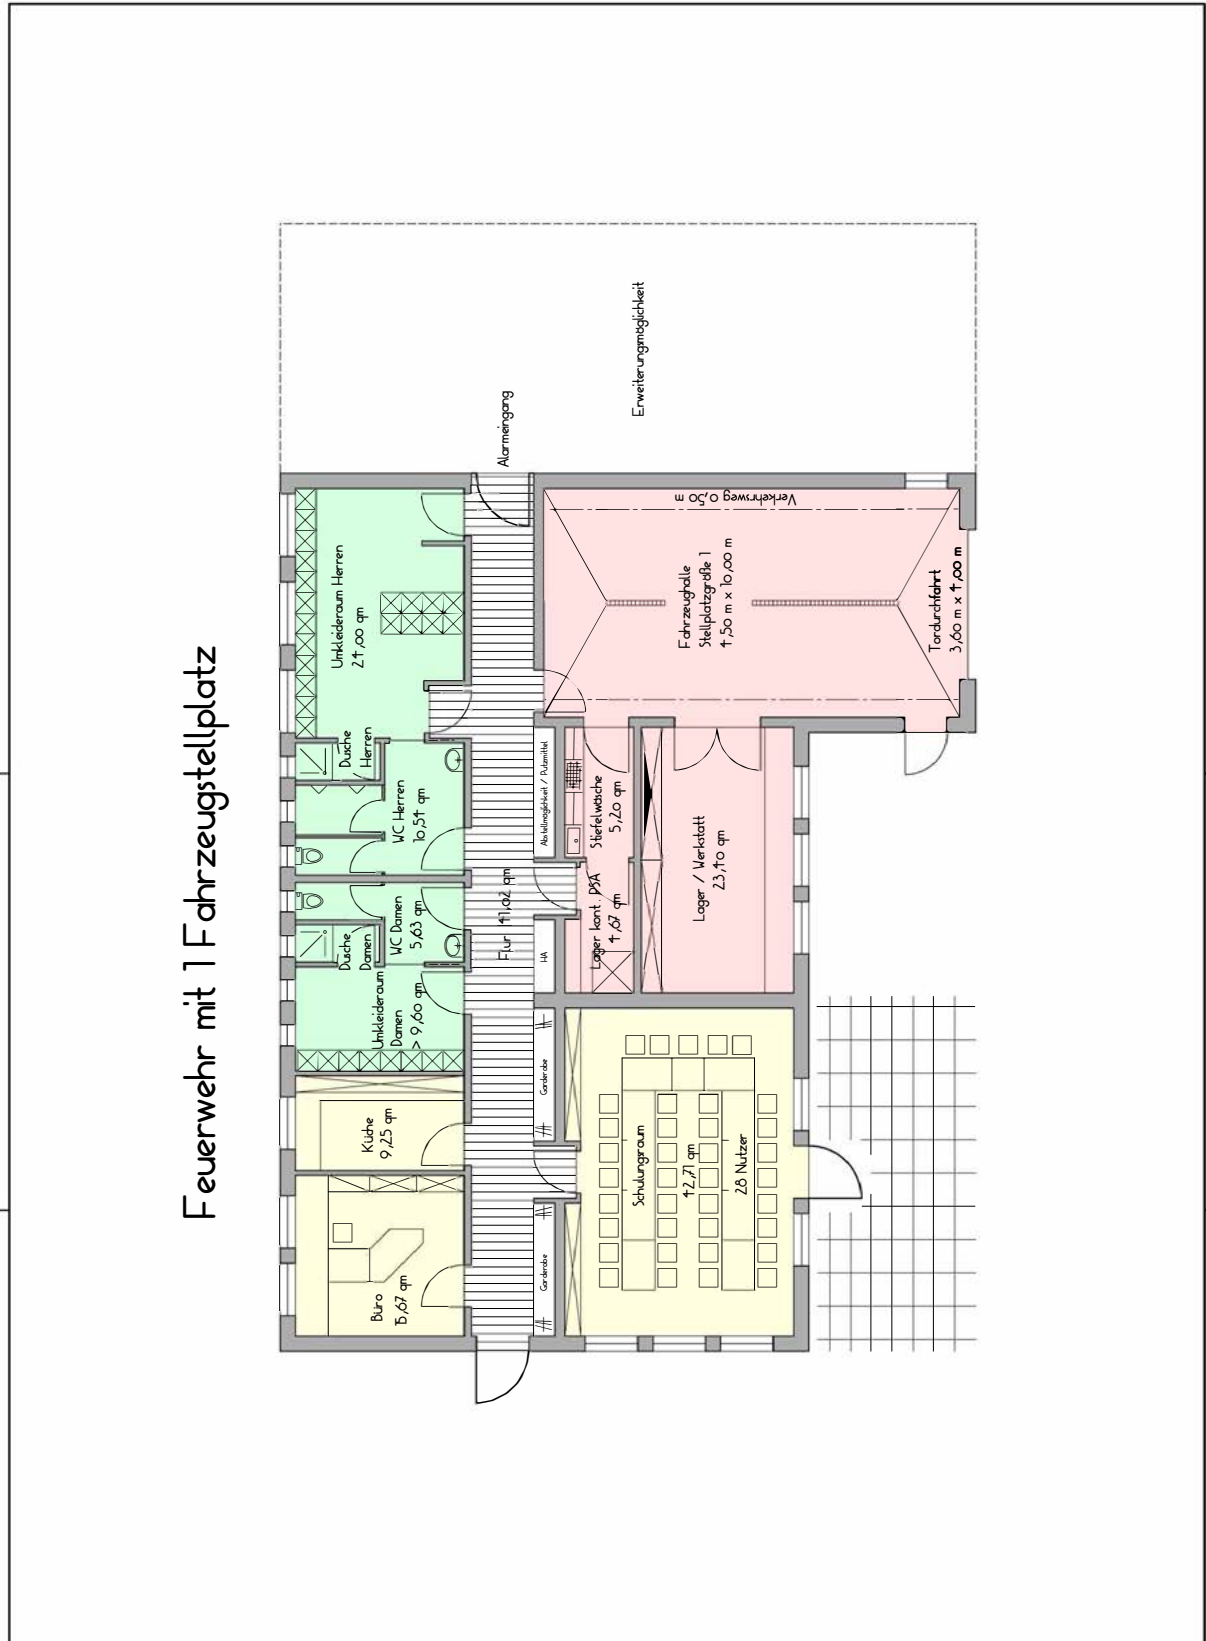 Feuerwehr mit 1 Fahrzeugstellplatz
Büro
15,67 qm
Küche
9,25 qm
Umkleideraum
Damen
> 9,60 qm
Dusche
Damen
WC Damen
5,63 qm
WC Herren
10,54 qm
Dusche
Herren
Umkleideraum Herren
24,00 qm
Flur 41,02 qm
Alarmeingang
Garderobe
Garderobe
HA
Abstellmöglichkeit / Putzmittel
Lager kont. PSA
4,67 qm
Stiefelwäsche
5,20 qm
Schulungsraum
42,71 qm
28 Nutzer
Lager / Werkstatt
23,40 qm
Fahrzeughalle
Stellplatzgröße 1
4,50 m x 10,00 m
Verkehrsweg 0,50 m
Tordurchfahrt
3,60 m x 4,00 m
Erweiterungsmöglichkeit